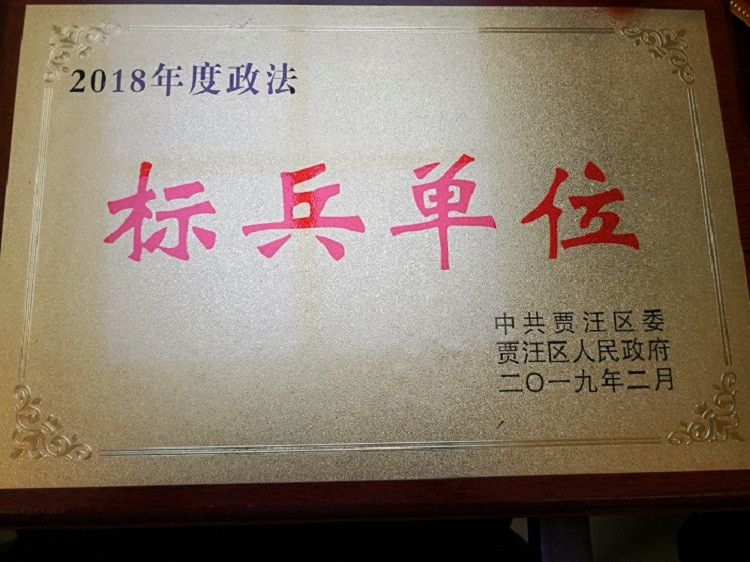 2018年度政法
标兵单位
中共贾汪区委
贾汪区人民政府
二〇一九年二月